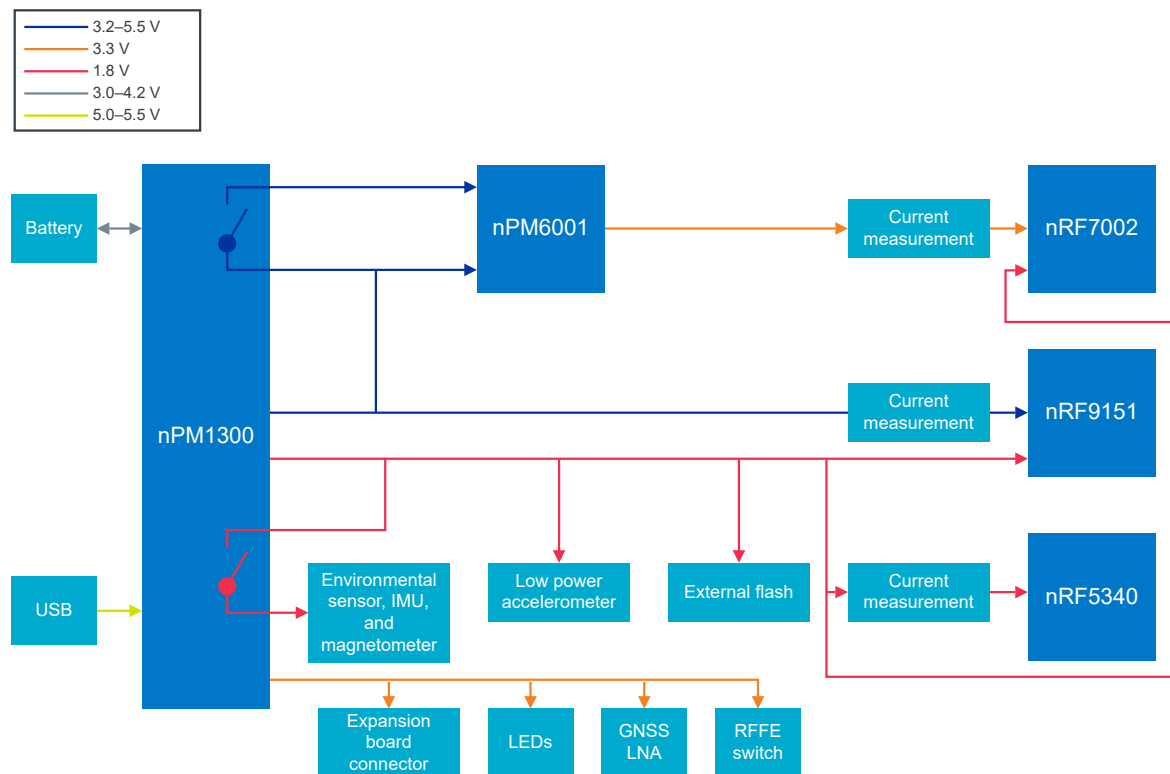 3.2–5.5 V
3.3 V
1.8 V
3.0–4.2 V
5.0–5.5 V
Battery
nPM6001
Current
measurement
nRF7002
nPM1300
Current
measurement
nRF9151
USB
Environmental
sensor, IMU,
and
magnetometer
Low power
accelerometer
External flash
Current
measurement
nRF5340
Expansion
board
connector
LEDs
GNSS
LNA
RFFE
switch